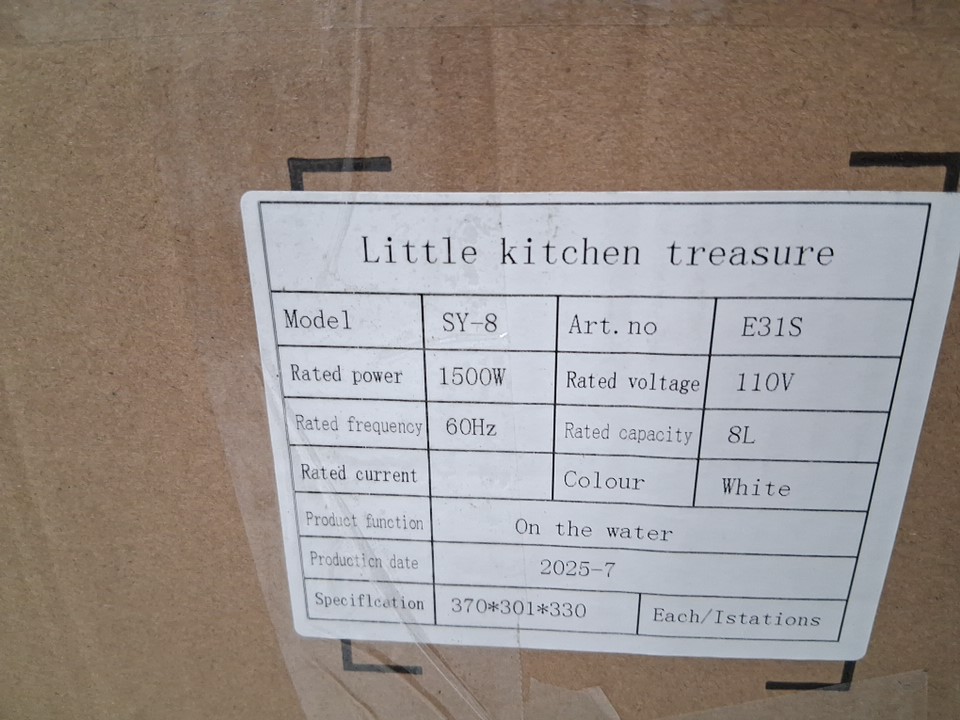 Little kitchen treasure
Model SY-8 Art.no E31S
Rated power 1500W Rated voltage 110V
Rated frequency 60Hz Rated capacity 8L
Rated current Colour White
Product function On the water
Production date 2025-7
Speciflcation 370*301*330 Each/Istations